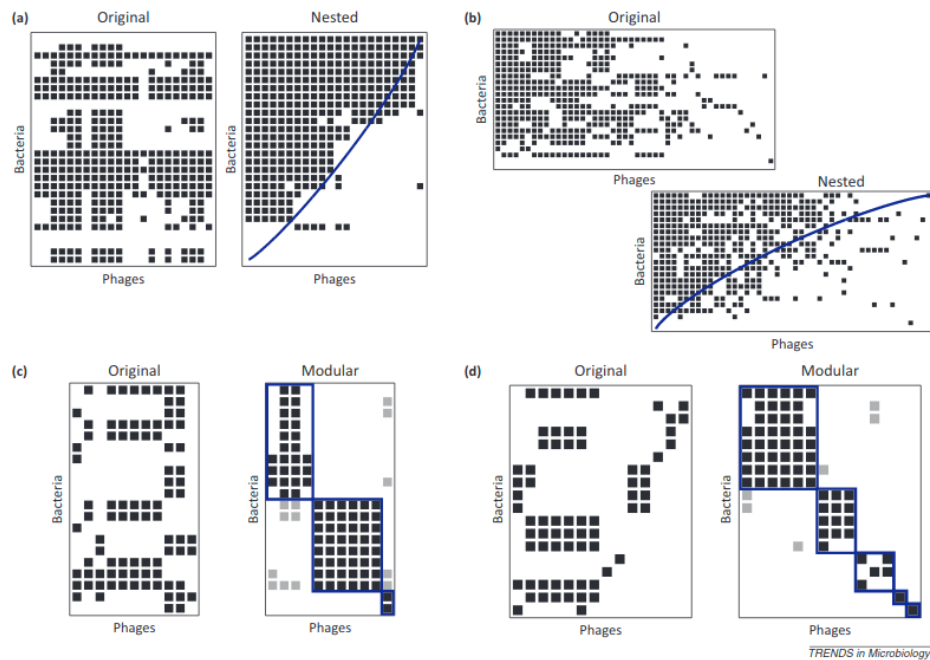 (a)
Original
Nested
Bacteria
Bacteria
Phages
Phages
(b)
Original
Bacteria
Phages
Nested
Bacteria
Phages
(c)
Original
Modular
Bacteria
Bacteria
Phages
Phages
(d)
Original
Modular
Bacteria
Bacteria
Phages
Phages
TRENDS in Microbiology